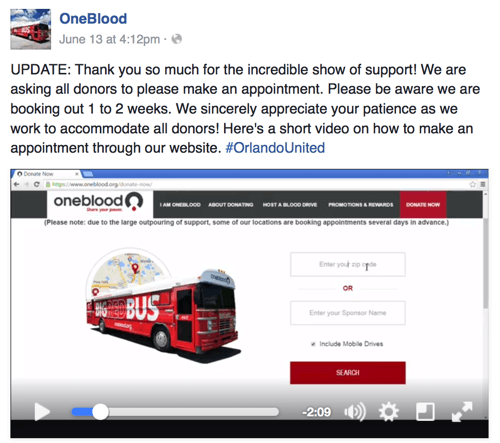 OneBlood
June 13 at 4:12pm ·
UPDATE: Thank you so much for the incredible show of support! We are
asking all donors to please make an appointment. Please be aware we are
booking out 1 to 2 weeks. We sincerely appreciate your patience as we
work to accommodate all donors! Here's a short video on how to make an
appointment through our website. #OrlandoUnited
Donate Now
https://www.oneblood.org/donate-now/
oneblood
Share your power.
I AM ONEBLOOD ABOUT DONATING HOST A BLOOD DRIVE PROMOTIONS & REWARDS DONATE NOW
(Please note: due to the large outpouring of support, some of our locations are booking appointments several days in advance.)
Enter your zip code
OR
Enter your Sponsor Name
Include Mobile Drives
SEARCH
BIG RED BUS
-2:09